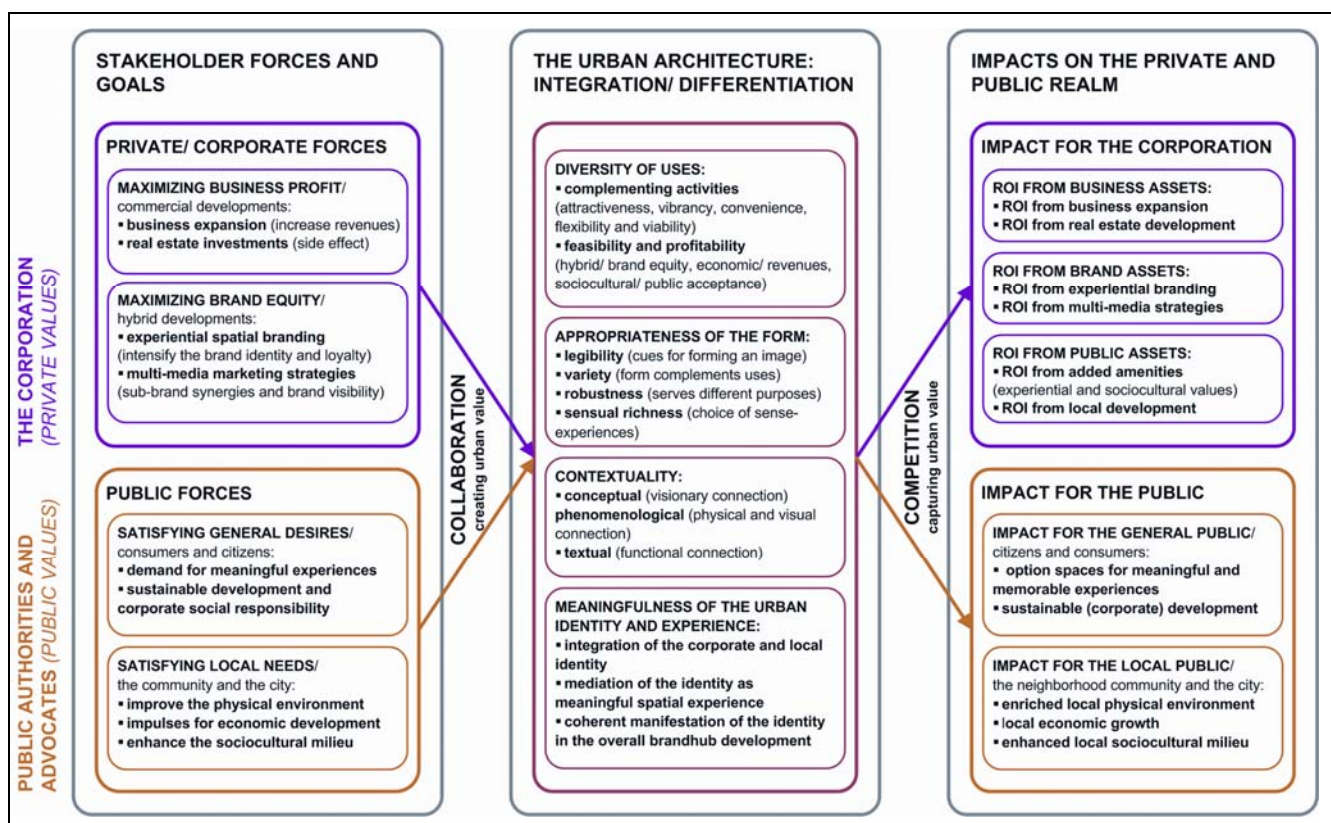 THE CORPORATION
(PRIVATE VALUES)
PUBLIC AUTHORITIES AND
ADVOCATES (PUBLIC VALUES)
STAKEHOLDER FORCES AND
GOALS
PRIVATE/ CORPORATE FORCES
MAXIMIZING BUSINESS PROFIT/
commercial developments:
▪ business expansion (increase revenues)
▪ real estate investments (side effect)
MAXIMIZING BRAND EQUITY/
hybrid developments:
▪ experiential spatial branding
(intensify the brand identity and loyalty)
▪ multi-media marketing strategies
(sub-brand synergies and brand visibility)
PUBLIC FORCES
SATISFYING GENERAL DESIRES/
consumers and citizens:
▪ demand for meaningful experiences
▪ sustainable development and
corporate social responsibility
SATISFYING LOCAL NEEDS/
the community and the city:
▪ improve the physical environment
▪ impulses for economic development
▪ enhance the sociocultural milieu
COLLABORATION
creating urban value
THE URBAN ARCHITECTURE:
INTEGRATION/ DIFFERENTIATION
DIVERSITY OF USES:
▪ complementing activities
(attractiveness, vibrancy, convenience,
flexibility and viability)
▪ feasibility and profitability
(hybrid/ brand equity, economic/ revenues,
sociocultural/ public acceptance)
APPROPRIATENESS OF THE FORM:
▪ legibility (cues for forming an image)
▪ variety (form complements uses)
▪ robustness (serves different purposes)
▪ sensual richness (choice of sense-
experiences)
CONTEXTUALITY:
▪ conceptual (visionary connection)
phenomenological (physical and visual
connection)
▪ textual (functional connection)
MEANINGFULNESS OF THE URBAN
IDENTITY AND EXPERIENCE:
▪ integration of the corporate and local
identity
▪ mediation of the identity as
meaningful spatial experience
▪ coherent manifestation of the identity
in the overall brandhub development
COMPETITION
capturing urban value
IMPACTS ON THE PRIVATE AND
PUBLIC REALM
IMPACT FOR THE CORPORATION
ROI FROM BUSINESS ASSETS:
▪ ROI from business expansion
▪ ROI from real estate development
ROI FROM BRAND ASSETS:
▪ ROI from experiential branding
▪ ROI from multi-media strategies
ROI FROM PUBLIC ASSETS:
▪ ROI from added amenities
(experiential and sociocultural values)
▪ ROI from local development
IMPACT FOR THE PUBLIC
IMPACT FOR THE GENERAL PUBLIC/
citizens and consumers:
▪ option spaces for meaningful and
memorable experiences
▪ sustainable (corporate) development
IMPACT FOR THE LOCAL PUBLIC/
the neighborhood community and the city:
▪ enriched local physical environment
▪ local economic growth
▪ enhanced local sociocultural milieu